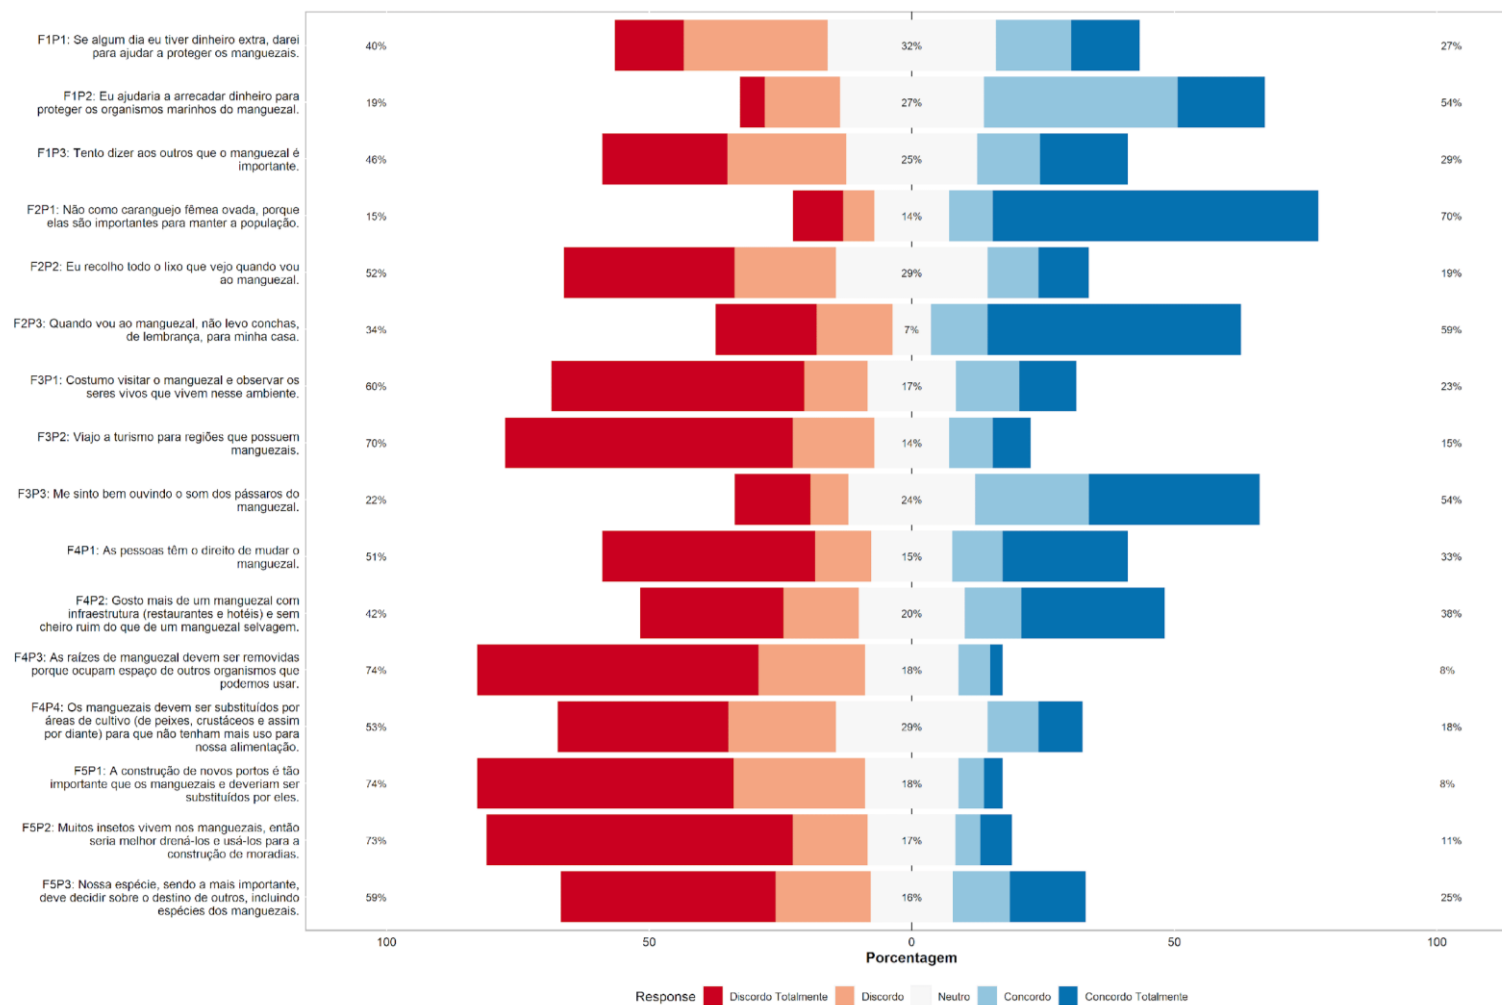 F1P1: Se algum dia eu tiver dinheiro extra, darei
para ajudar a proteger os manguezais.
40% 32% 27%
F1P2: Eu ajudaria a arrecadar dinheiro para
proteger os organismos marinhos do manguezal.
19% 27% 54%
F1P3: Tento dizer aos outros que o manguezal é
importante.
46% 25% 29%
F2P1: Não como caranguejo fêmea ovada, porque
elas são importantes para manter a população.
15% 14% 70%
F2P2: Eu recolho todo o lixo que vejo quando vou
ao manguezal.
52% 29% 19%
F2P3: Quando vou ao manguezal, não levo conchas,
de lembrança, para minha casa.
34% 7% 59%
F3P1: Costumo visitar o manguezal e observar os
seres vivos que vivem nesse ambiente.
60% 17% 23%
F3P2: Viajo a turismo para regiões que possuem
manguezais.
70% 14% 15%
F3P3: Me sinto bem ouvindo o som dos pássaros do
manguezal.
22% 24% 54%
F4P1: As pessoas têm o direito de mudar o
manguezal.
51% 15% 33%
F4P2: Gosto mais de um manguezal com
infraestrutura (restaurantes e hotéis) e sem
cheiro ruim do que de um manguezal selvagem.
42% 20% 38%
F4P3: As raízes de manguezal devem ser removidas
porque ocupam espaço de outros organismos que
podemos usar.
74% 18% 8%
F4P4: Os manguezais devem ser substituídos por
áreas de cultivo (de peixes, crustáceos e assim
por diante) para que não tenham mais uso para
nossa alimentação.
53% 29% 18%
F5P1: A construção de novos portos é tão
importante que os manguezais e deveriam ser
substituídos por eles.
74% 18% 8%
F5P2: Muitos insetos vivem nos manguezais, então
seria melhor drená-los e usá-los para a
construção de moradias.
73% 17% 11%
F5P3: Nossa espécie, sendo a mais importante,
deve decidir sobre o destino de outros, incluindo
espécies dos manguezais.
59% 16% 25%
100 50 0 50 100
Porcentagem
Response Discordo Totalmente Discordo Neutro Concordo Concordo Totalmente